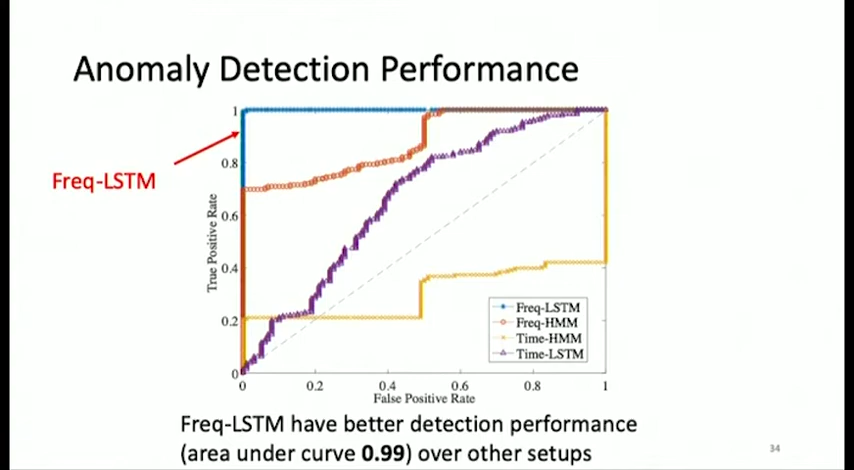 Anomaly Detection Performance
Freq-LSTM
True Positive Rate
1
0.8
0.6
0.4
0.2
0
0 0.2 0.4 0.6 0.8 1
False Positive Rate
Freq-LSTM
Freq-HMM
Time-HMM
Time-LSTM
Freq-LSTM have better detection performance
(area under curve 0.99) over other setups
34